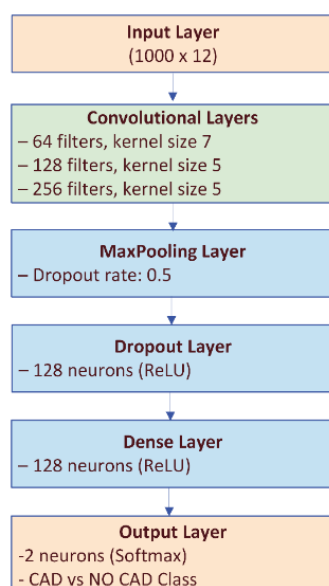 Input Layer
(1000 x 12)
Convolutional Layers
– 64 filters, kernel size 7
– 128 filters, kernel size 5
– 256 filters, kernel size 5
MaxPooling Layer
– Dropout rate: 0.5
Dropout Layer
– 128 neurons (ReLU)
Dense Layer
– 128 neurons (ReLU)
Output Layer
-2 neurons (Softmax)
- CAD vs NO CAD Class